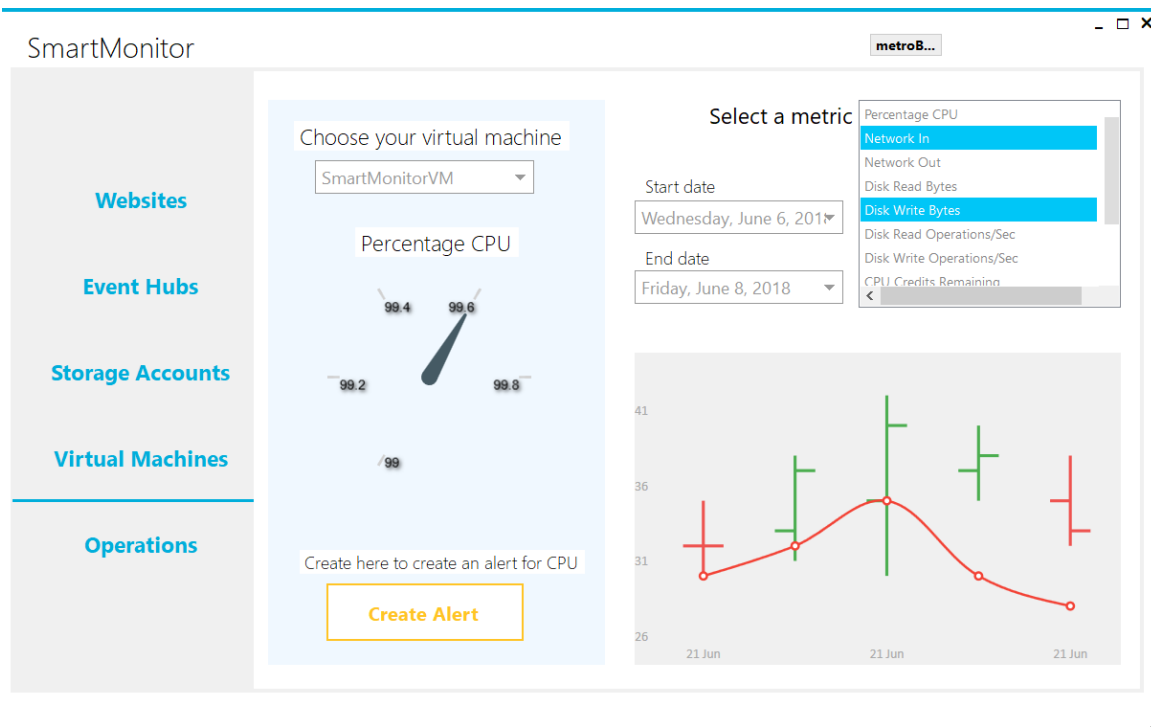 SmartMonitor
metroB...
Websites
Event Hubs
Storage Accounts
Virtual Machines
Operations
Choose your virtual machine
SmartMonitorVM
Percentage CPU
99.4
99.6
99.2
99.8
99
Create here to create an alert for CPU
Create Alert
Select a metric
Percentage CPU
Network In
Network Out
Disk Read Bytes
Disk Write Bytes
Disk Read Operations/Sec
Disk Write Operations/Sec
CPU Credits Remaining
Start date
Wednesday, June 6, 2018
End date
Friday, June 8, 2018
41
36
31
26
21 Jun
21 Jun
21 Jun